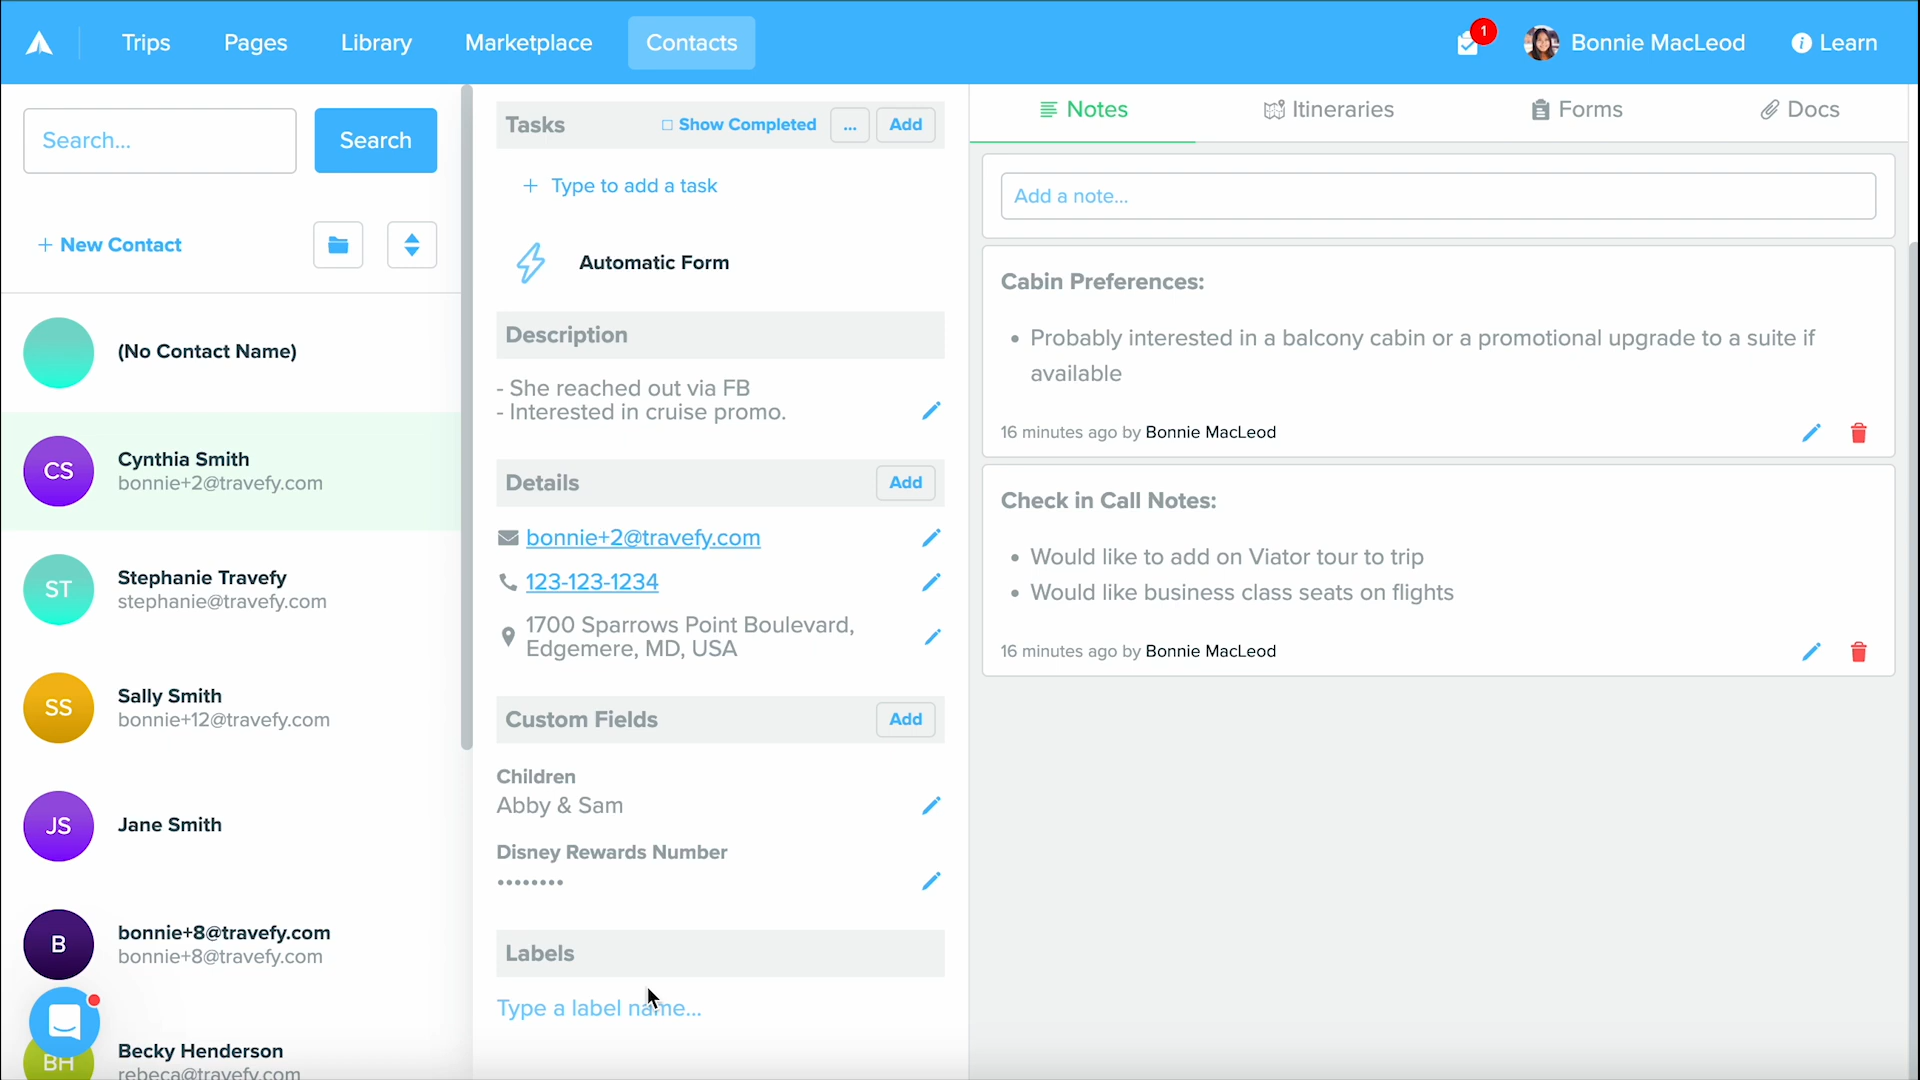 Trips
Pages
Library
Marketplace
Contacts
1
Bonnie MacLeod
Learn
Search...
Search
+ New Contact
(No Contact Name)
CS
Cynthia Smith
bonnie+2@travefy.com
ST
Stephanie Travefy
stephanie@travefy.com
SS
Sally Smith
bonnie+12@travefy.com
JS
Jane Smith
B
bonnie+8@travefy.com
bonnie+8@travefy.com
BH
Becky Henderson
rebeca@travefy.com
Tasks
Show Completed
...
Add
+ Type to add a task
Automatic Form
Description
- She reached out via FB
- Interested in cruise promo.
Details
Add
bonnie+2@travefy.com
123-123-1234
1700 Sparrows Point Boulevard,
Edgemere, MD, USA
Custom Fields
Add
Children
Abby & Sam
Disney Rewards Number
••••••••
Labels
Type a label name...
Notes
Itineraries
Forms
Docs
Add a note...
Cabin Preferences:
• Probably interested in a balcony cabin or a promotional upgrade to a suite if
available
16 minutes ago by Bonnie MacLeod
Check in Call Notes:
• Would like to add on Viator tour to trip
• Would like business class seats on flights
16 minutes ago by Bonnie MacLeod